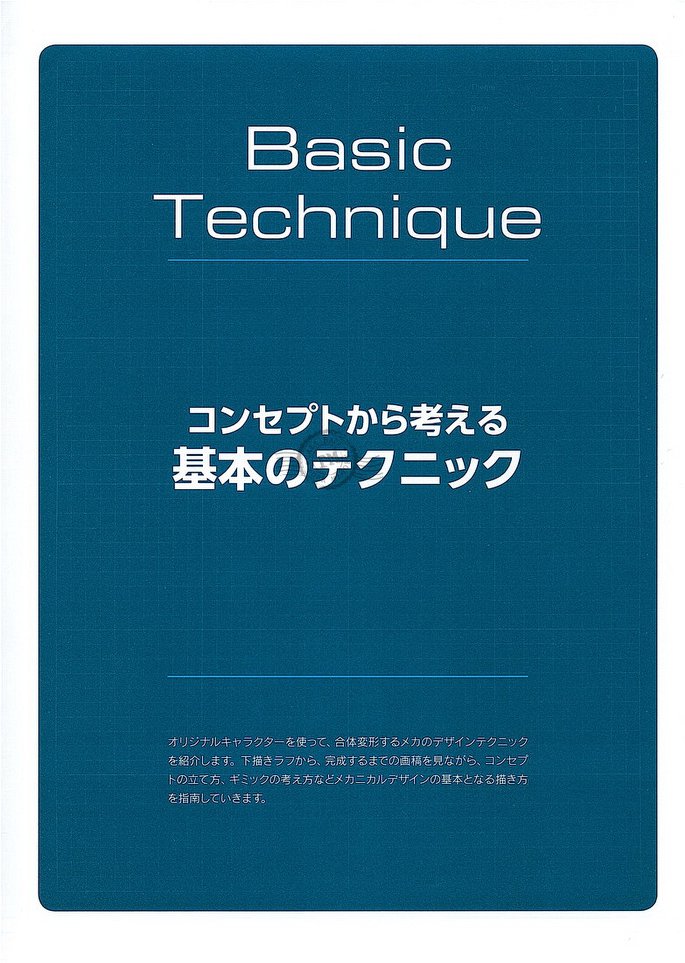 Basic
Technique
コンセプトから考える
基本のテクニック
オリジナルキャラクターを使って、合体変形するメカのデザインテクニック
を紹介します。下描きラフから、完成するまでの画稿を見ながら、コンセプ
トの立て方、ギミックの考え方などメカニカルデザインの基本となる描き方
を指南していきます。